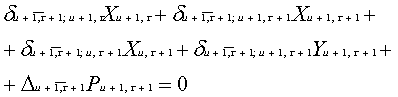 δ_{u + 1,r + 1; u + 1, r} X_{u + 1, r} + δ_{u + 1,r + 1; u + 1, r + 1} X_{u + 1, r + 1} +
+ δ_{u + 1,r + 1; u, r + 1} X_{u, r + 1} + δ_{u + 1,r + 1; u + 1, r + 1} Y_{u + 1, r + 1} +
+ Δ_{u + 1,r + 1} P_{u + 1, r + 1} = 0